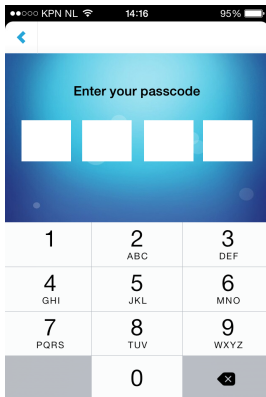 KPN NL 14:16 95%
Enter your passcode
1 2 3
ABC DEF
4 5 6
GHI JKL MNO
7 8 9
PQRS TUV WXYZ
0